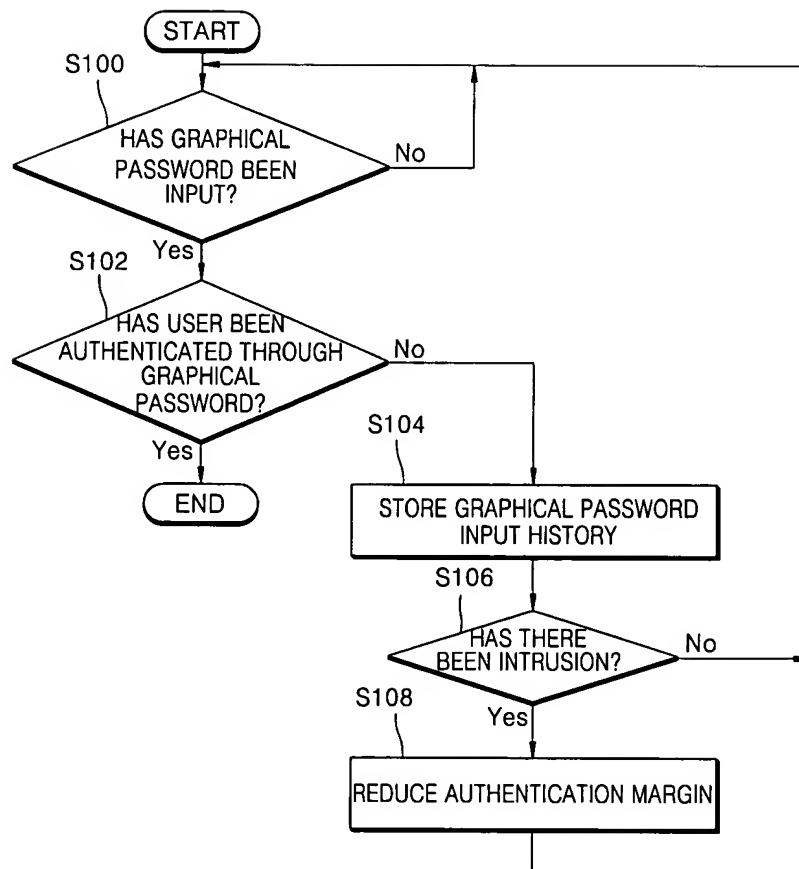 START
S100
HAS GRAPHICAL
PASSWORD BEEN
INPUT?
No
Yes
S102
HAS USER BEEN
AUTHENTICATED THROUGH
GRAPHICAL
PASSWORD?
No
Yes
END
S104
STORE GRAPHICAL PASSWORD
INPUT HISTORY
S106
HAS THERE
BEEN INTRUSION?
No
Yes
S108
REDUCE AUTHENTICATION MARGIN